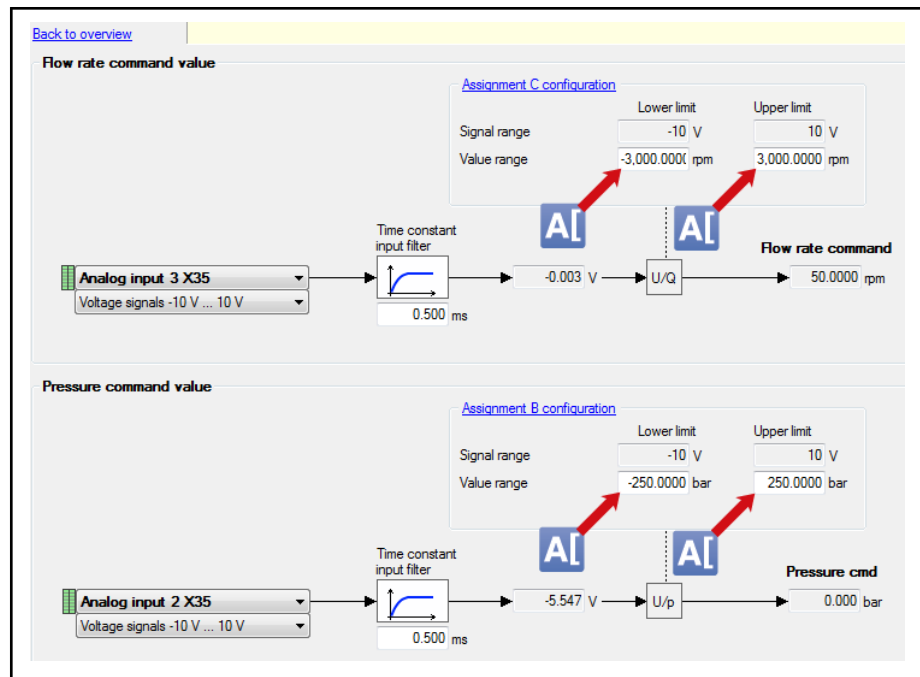 Back to overview
Flow rate command value
Assignment C configuration
Lower limit Upper limit
Signal range -10 V 10 V
Value range -3,000.000( rpm 3,000.0000 rpm
A[ A[
Time constant
input filter
Flow rate command
Analog input 3 X35 -0.003 V U/Q 50.0000 rpm
Voltage signals -10 V ... 10 V
0.500 ms
Pressure command value
Assignment B configuration
Lower limit Upper limit
Signal range -10 V 10 V
Value range -250.0000 bar 250.0000 bar
A[ A[
Time constant
input filter
Pressure cmd
Analog input 2 X35 -5.547 V U/p 0.000 bar
Voltage signals -10 V ... 10 V
0.500 ms